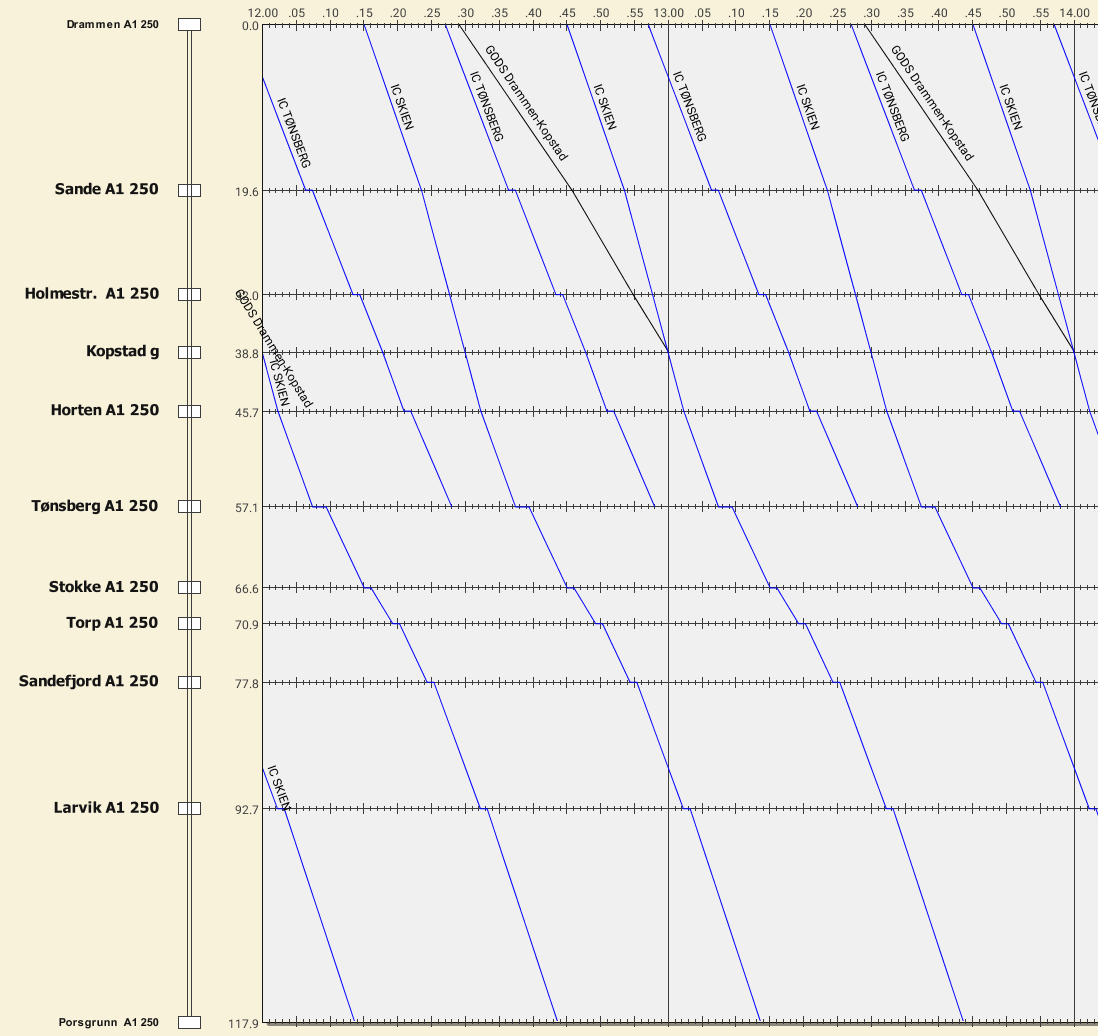 12.00 .05 .10 .15 .20 .25 .30 .35 .40 .45 .50 .55 13.00 .05 .10 .15 .20 .25 .30 .35 .40 .45 .50 .55 14.00
Drammen A1 250 0.0
IC TØNSBERG
IC SKIEN
IC TØNSBERG
GODS Drammen-Kopstad
IC SKIEN
IC TØNSBERG
IC SKIEN
IC TØNSBERG
GODS Drammen-Kopstad
IC SKIEN
IC TØNSB
Sande A1 250 19.6
Holmestr. A1 250
GODS Drammen-Kopstad
Kopstad g 38.8
IC SKIEN
Horten A1 250 45.7
Tønsberg A1 250 57.1
Stokke A1 250 66.6
Torp A1 250 70.9
Sandefjord A1 250 77.8
IC SKIEN
Larvik A1 250 92.7
Porsgrunn A1 250 117.9